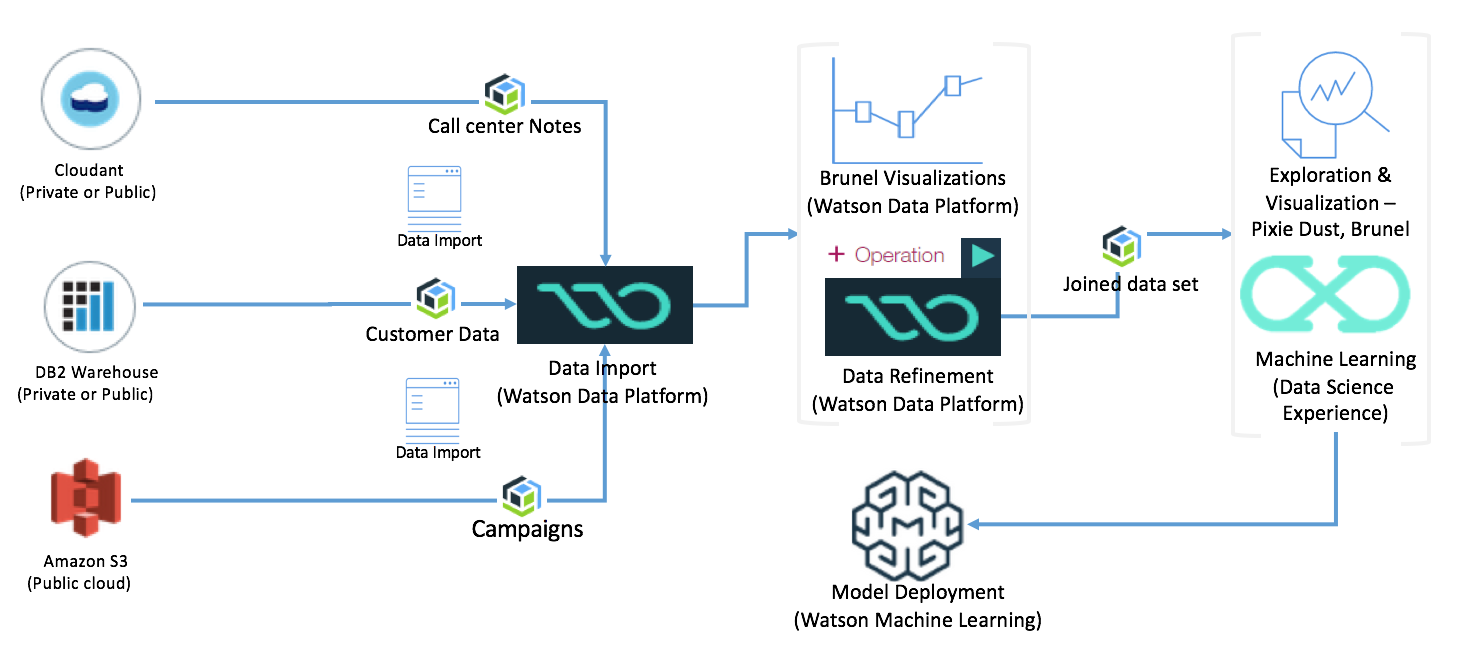 Cloudant
(Private or Public)
Call center Notes
Data Import
DB2 Warehouse
(Private or Public)
Customer Data
Data Import
(Watson Data Platform)
Data Import
Amazon S3
(Public cloud)
Campaigns
Brunel Visualizations
(Watson Data Platform)
+ Operation
Data Refinement
(Watson Data Platform)
Joined data set
Exploration &
Visualization –
Pixie Dust, Brunel
Machine Learning
(Data Science
Experience)
M
Model Deployment
(Watson Machine Learning)